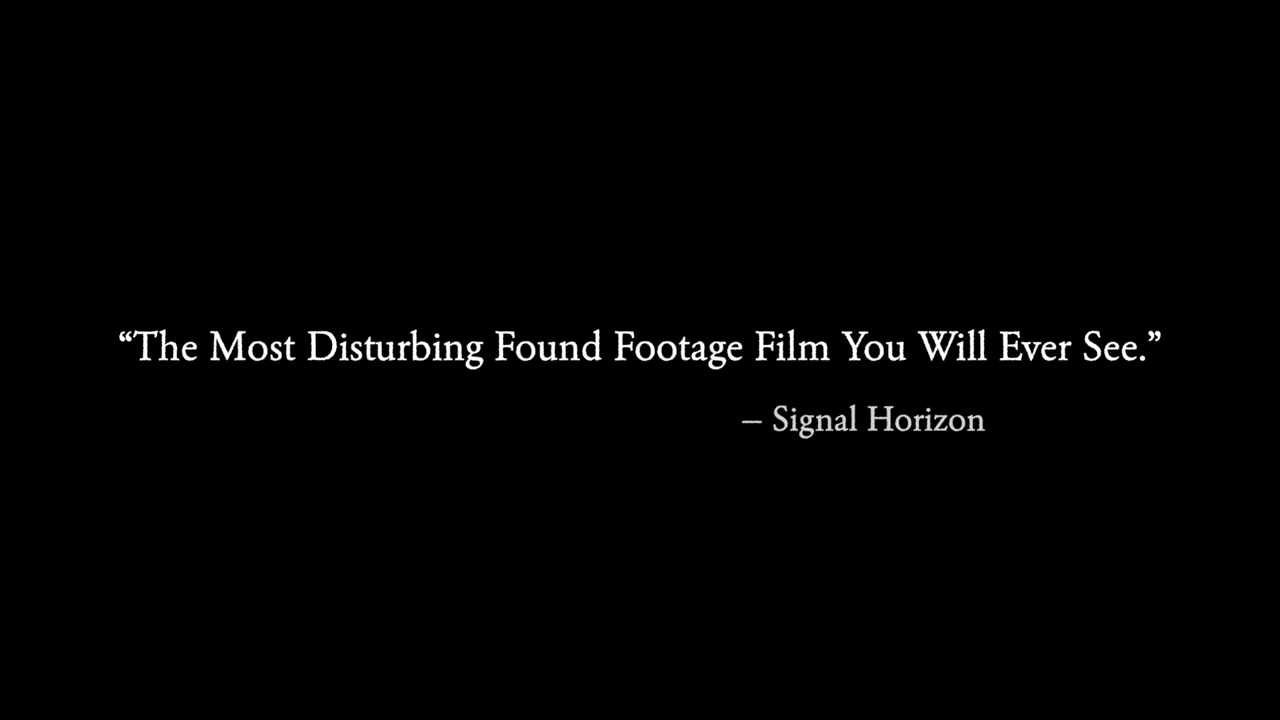 “The Most Disturbing Found Footage Film You Will Ever See.”
– Signal Horizon